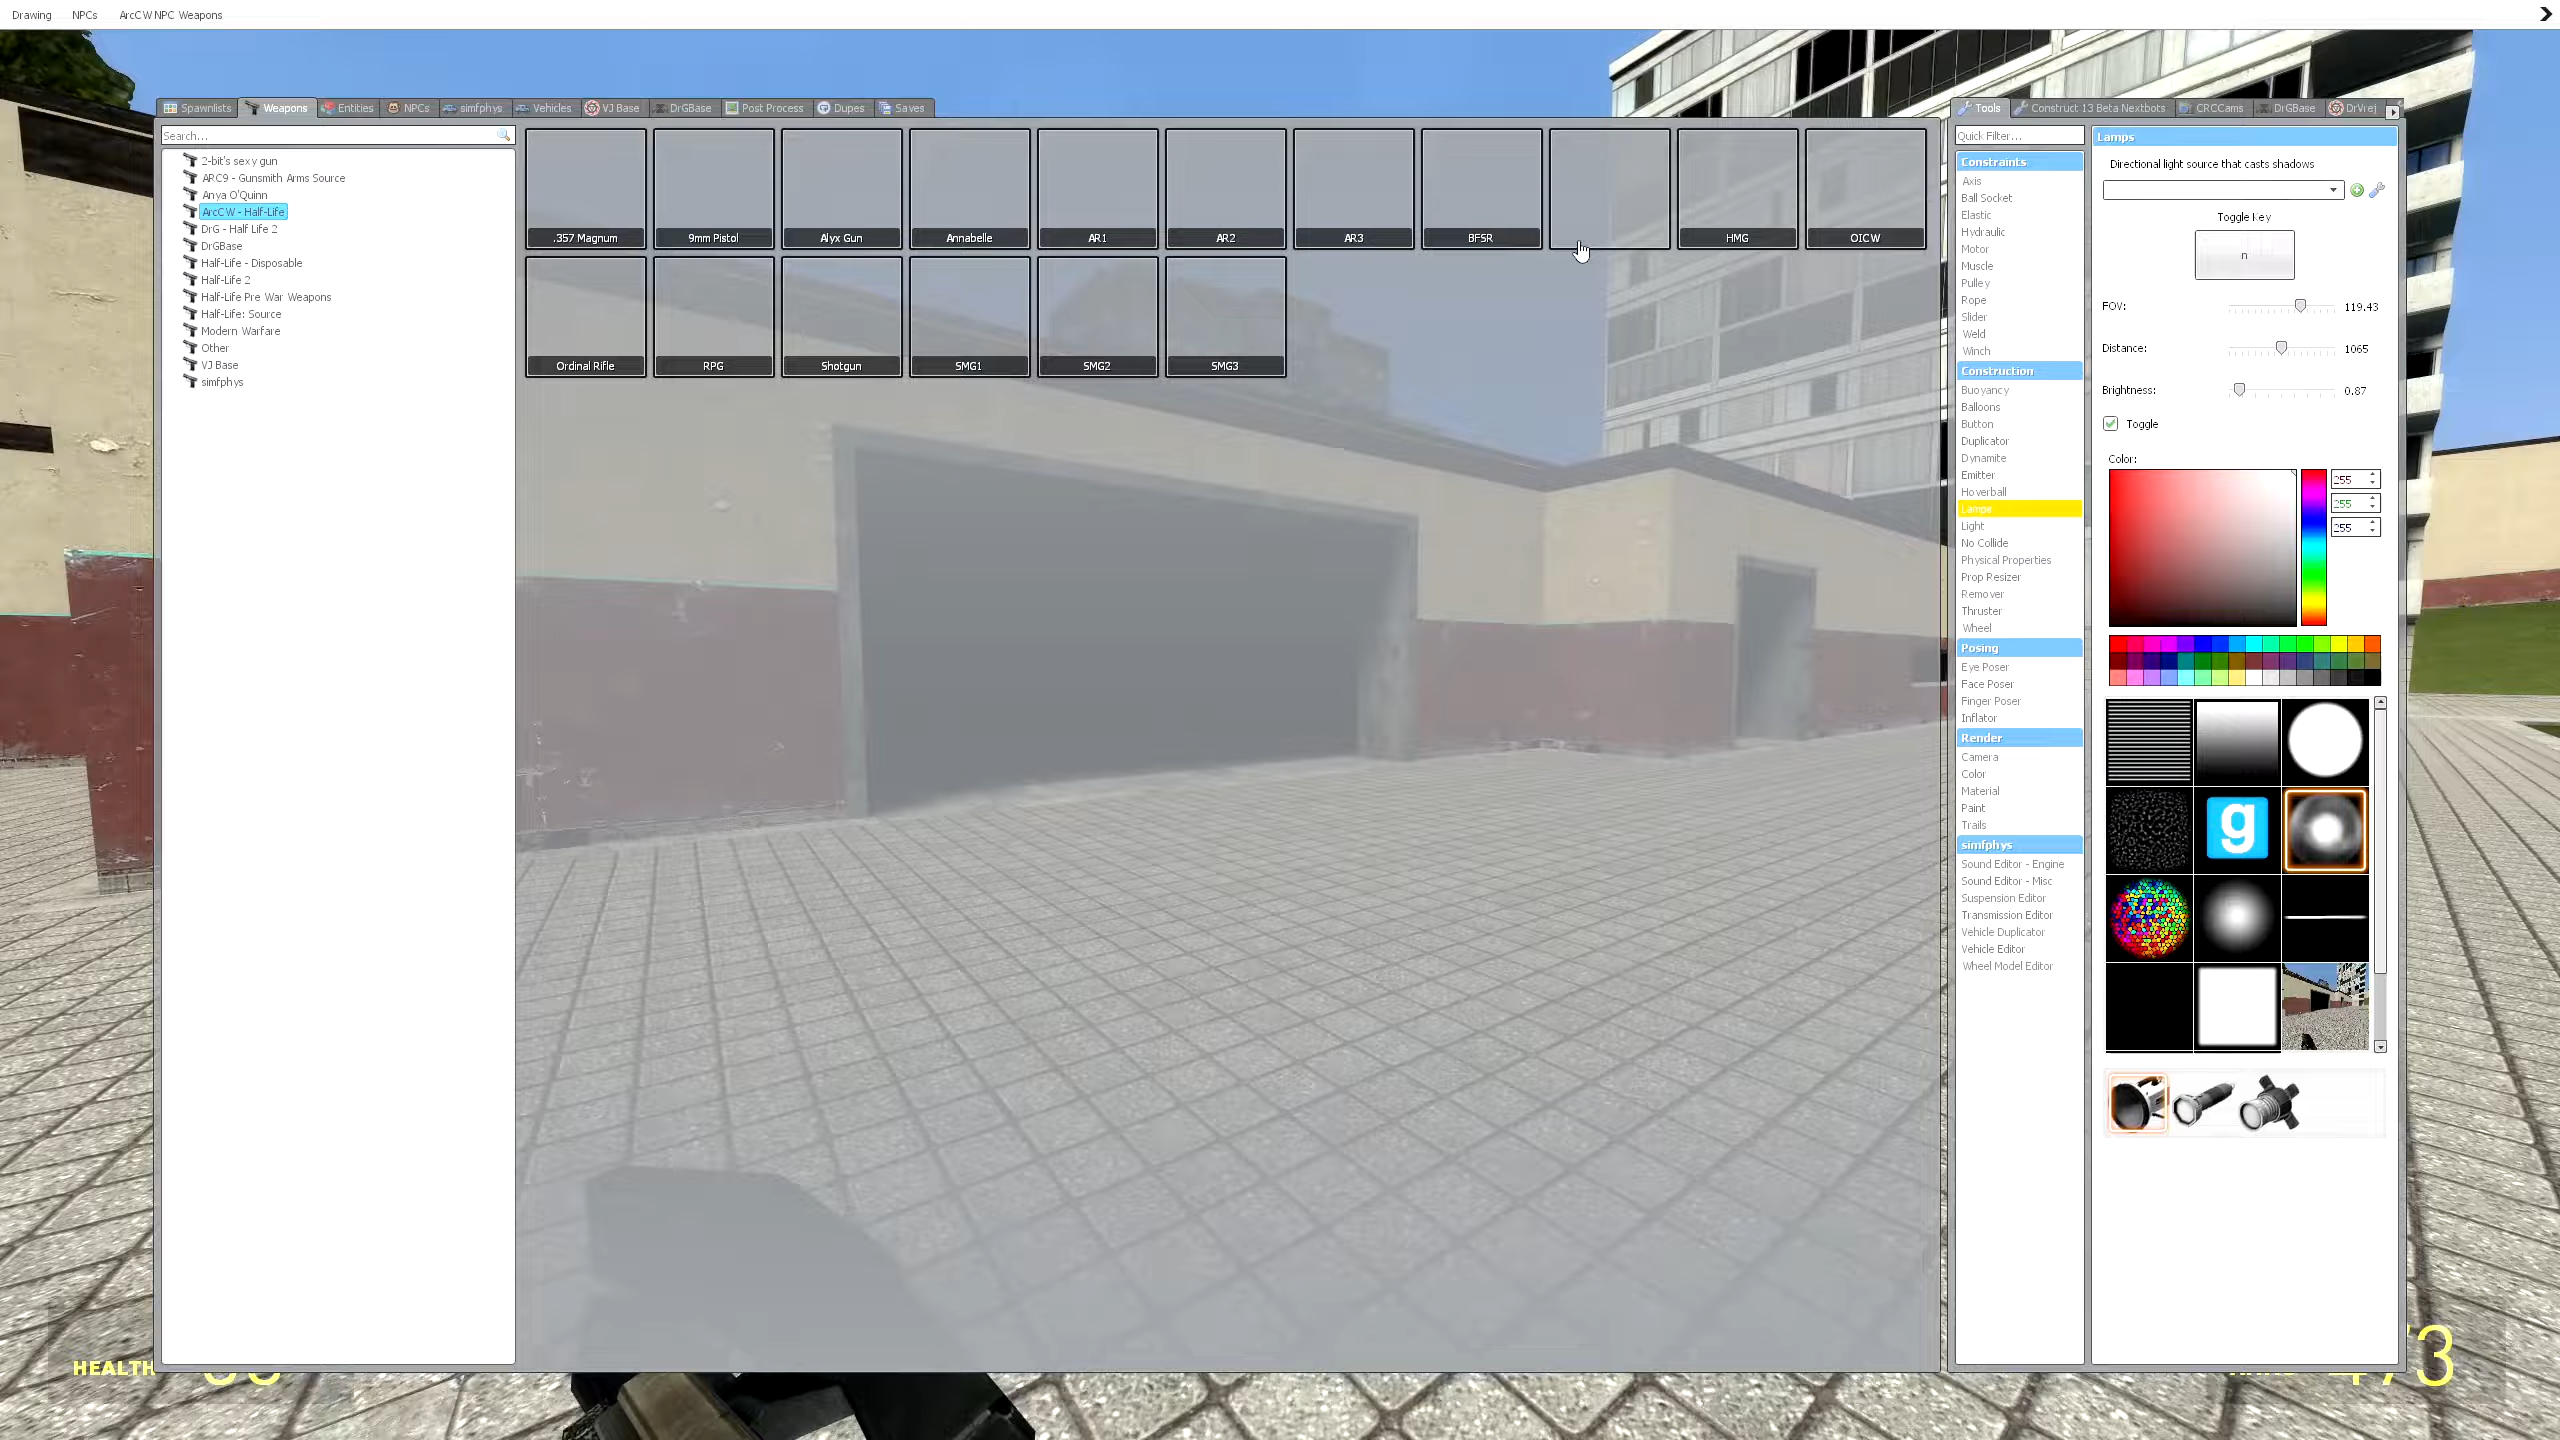 Drawing NPCs ArcCW NPC Weapons
Spawnlists Weapons Entities NPCs simfphys Vehicles VJ Base DrGBase Post Process Dupes Saves
Search...
2-bit's sexy gun
ARC9 - Gunsmith Arms Source
Anya O'Quinn
ArcCW - Half-Life
DrG - Half Life 2
DrGBase
Half-Life - Disposable
Half-Life 2
Half-Life Pre War Weapons
Half-Life: Source
Modern Warfare
Other
VJ Base
simfphys
.357 Magnum 9mm Pistol Alyx Gun Annabelle AR1 AR2 AR3 BFSR HMG OICW
Ordinal Rifle RPG Shotgun SMG1 SMG2 SMG3
Tools Construct 13 Beta Nextbots CRCCams DrGBase DrVrej
Quick Filter...
Constraints
Axis
Ball Socket
Elastic
Hydraulic
Motor
Muscle
Pulley
Rope
Slider
Weld
Winch
Construction
Buoyancy
Balloons
Button
Duplicator
Dynamite
Emitter
Hoverball
Lamps
Light
No Collide
Physical Properties
Prop Resizer
Remover
Thruster
Wheel
Posing
Eye Poser
Face Poser
Finger Poser
Inflator
Render
Camera
Color
Material
Paint
Trails
simfphys
Sound Editor - Engine
Sound Editor - Misc
Suspension Editor
Transmission Editor
Vehicle Duplicator
Vehicle Editor
Wheel Model Editor
Lamps
Directional light source that casts shadows
Toggle Key
n
FOV: 119.43
Distance: 1065
Brightness: 0.87
Toggle
Color:
255
255
255
g
HEALTH